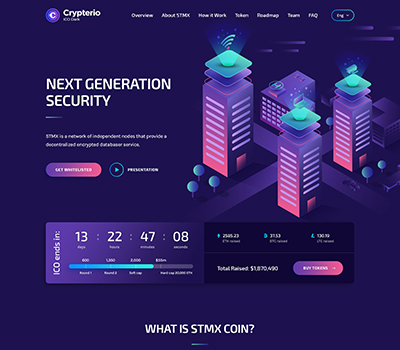 Crypterio
ICO Dark
Overview
About STMX
How it Work
Token
Roadmap
Team
FAQ
Eng
NEXT GENERATION
SECURITY
STMX is a network of independent nodes that provide a
decentralized encrypted databaser service.
GET WHITELISTED
PRESENTATION
ICO ends in:
13 : 22 : 47 : 08
days hours minutes seconds
600 1,250 2,000 $35m
Round 1 Round 2 Soft cap Hard cap 20,000 ETH
2565.23
ETH raised
31.53
BTC raised
130.19
LTC raised
Total Raised: $1,870,490
BUY TOKENS
WHAT IS STMX COIN?